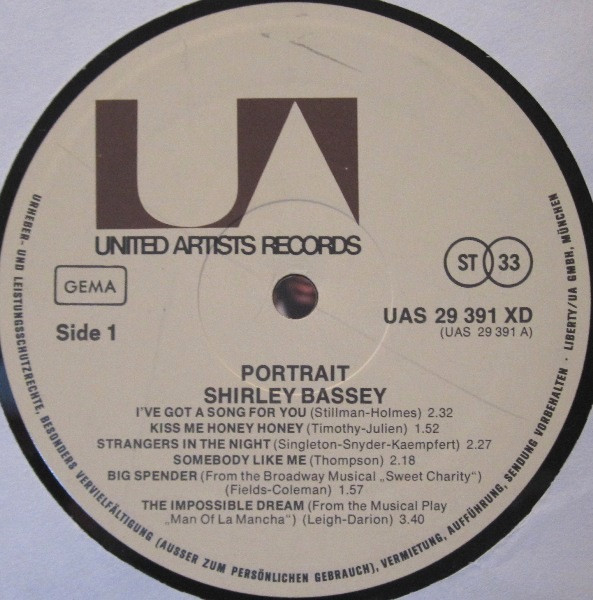 UA
UNITED ARTISTS RECORDS
GEMA
ST 33
Side 1
UAS 29 391 XD
(UAS 29 391 A)
PORTRAIT
SHIRLEY BASSEY
I'VE GOT A SONG FOR YOU (Stillman-Holmes) 2.32
KISS ME HONEY HONEY (Timothy-Julien) 1.52
STRANGERS IN THE NIGHT (Singleton-Snyder-Kaempfert) 2.27
SOMEBODY LIKE ME (Thompson) 2.18
BIG SPENDER (From the Broadway Musical „Sweet Charity“)
(Fields-Coleman) 1.57
THE IMPOSSIBLE DREAM (From the Musical Play
„Man Of La Mancha“) (Leigh-Darion) 3.40
URHEBER- UND LEISTUNGSSCHUTZRECHTE, BESONDERS VERVIELFÄLTIGUNG (AUSSER ZUM PERSÖNLICHEN GEBRAUCH), VERMIETUNG, AUFFÜHRUNG, SENDUNG VORBEHALTEN · LIBERTY/UA GMBH, MÜNCHEN